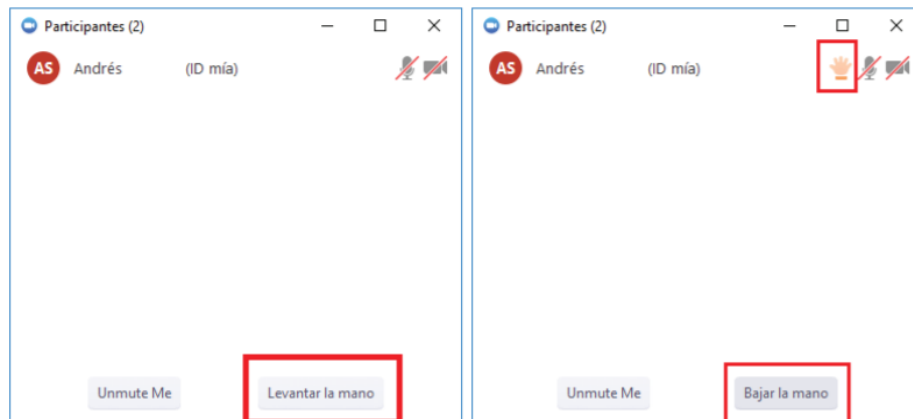 Participantes (2)
AS Andrés (ID mía)
Unmute Me Levantar la mano
Participantes (2)
AS Andrés (ID mía)
Unmute Me Bajar la mano